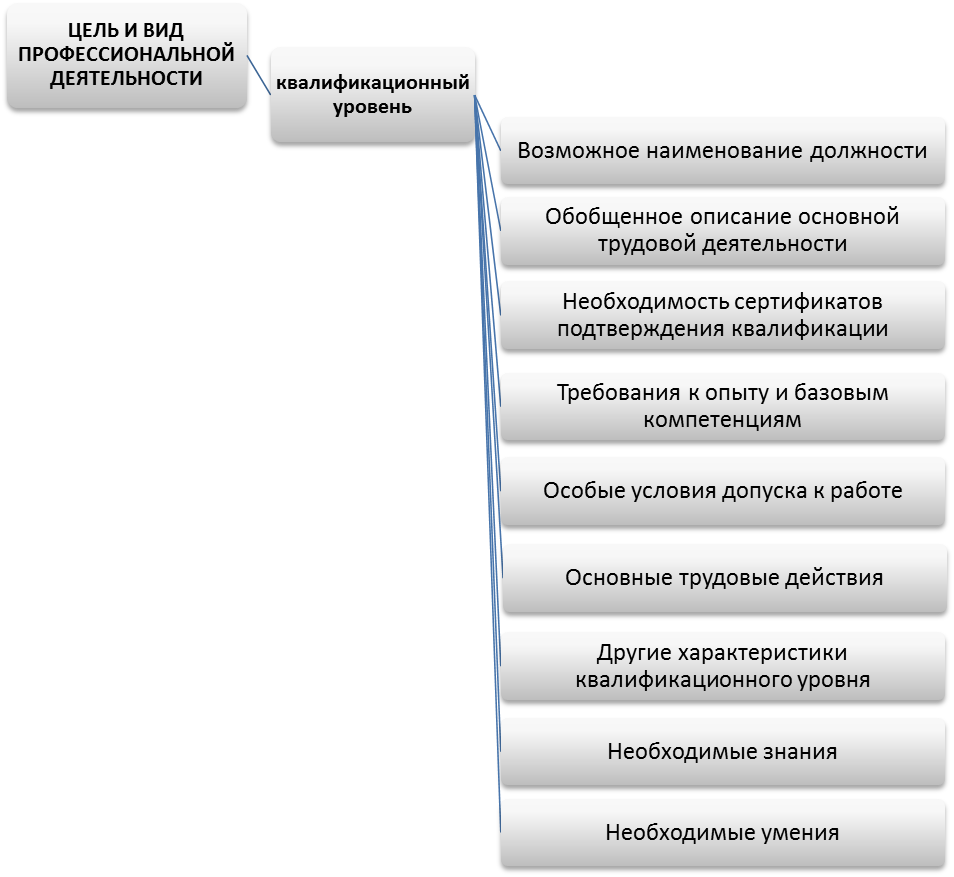 ЦЕЛЬ И ВИД
ПРОФЕССИОНАЛЬНОЙ
ДЕЯТЕЛЬНОСТИ
квалификационный
уровень
Возможное наименование должности
Обобщенное описание основной
трудовой деятельности
Необходимость сертификатов
подтверждения квалификации
Требования к опыту и базовым
компетенциям
Особые условия допуска к работе
Основные трудовые действия
Другие характеристики
квалификационного уровня
Необходимые знания
Необходимые умения